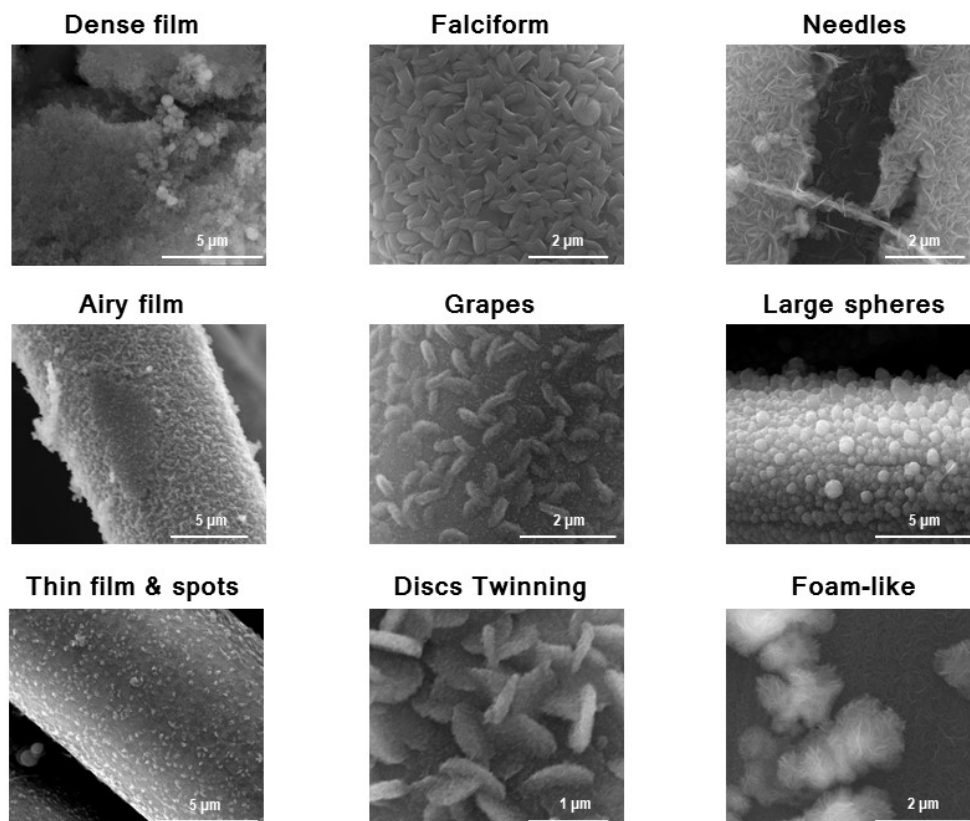 Dense film
Falciform
Needles
5 µm
2 µm
2 µm
Airy film
Grapes
Large spheres
5 µm
2 µm
5 µm
Thin film & spots
Discs Twinning
Foam-like
5 µm
1 µm
2 µm